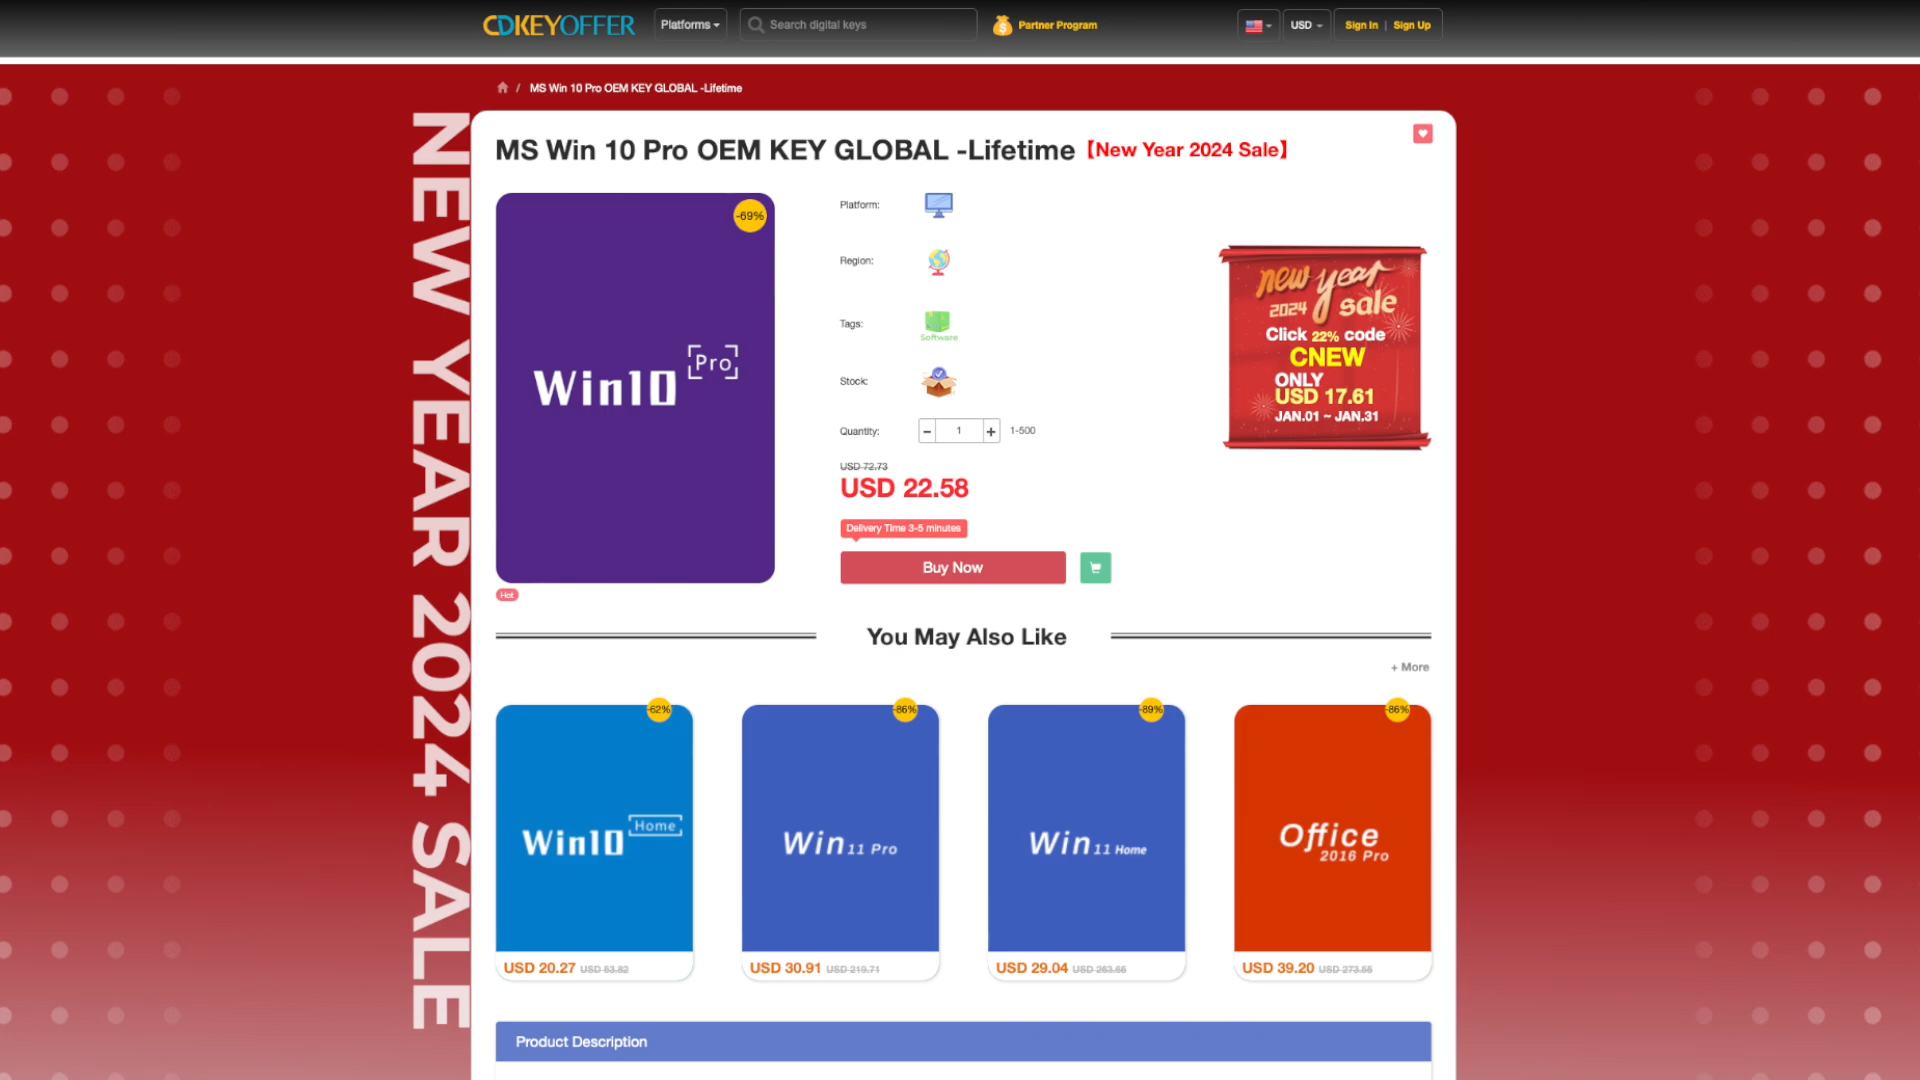 CDKEYOFFER
Platforms
Search digital keys
Partner Program
USD
Sign In | Sign Up
/ MS Win 10 Pro OEM KEY GLOBAL -Lifetime
NEW YEAR 2024 SALE
MS Win 10 Pro OEM KEY GLOBAL -Lifetime 【New Year 2024 Sale】
-69%
Win10 Pro
Hot
Platform:
Region:
Tags:
Software
Stock:
Quantity:
− 1 + 1-500
USD 72.73
USD 22.58
Delivery Time 3-5 minutes
Buy Now
new year
2024 sale
Click 22% code
CNEW
ONLY
USD 17.61
JAN.01 ~ JAN.31
You May Also Like
+ More
-62%
Win10 Home
USD 20.27 USD 53.82
-86%
Win 11 Pro
USD 30.91 USD 219.71
-89%
Win 11 Home
USD 29.04 USD 263.65
-86%
Office
2016 Pro
USD 39.20 USD 273.55
Product Description